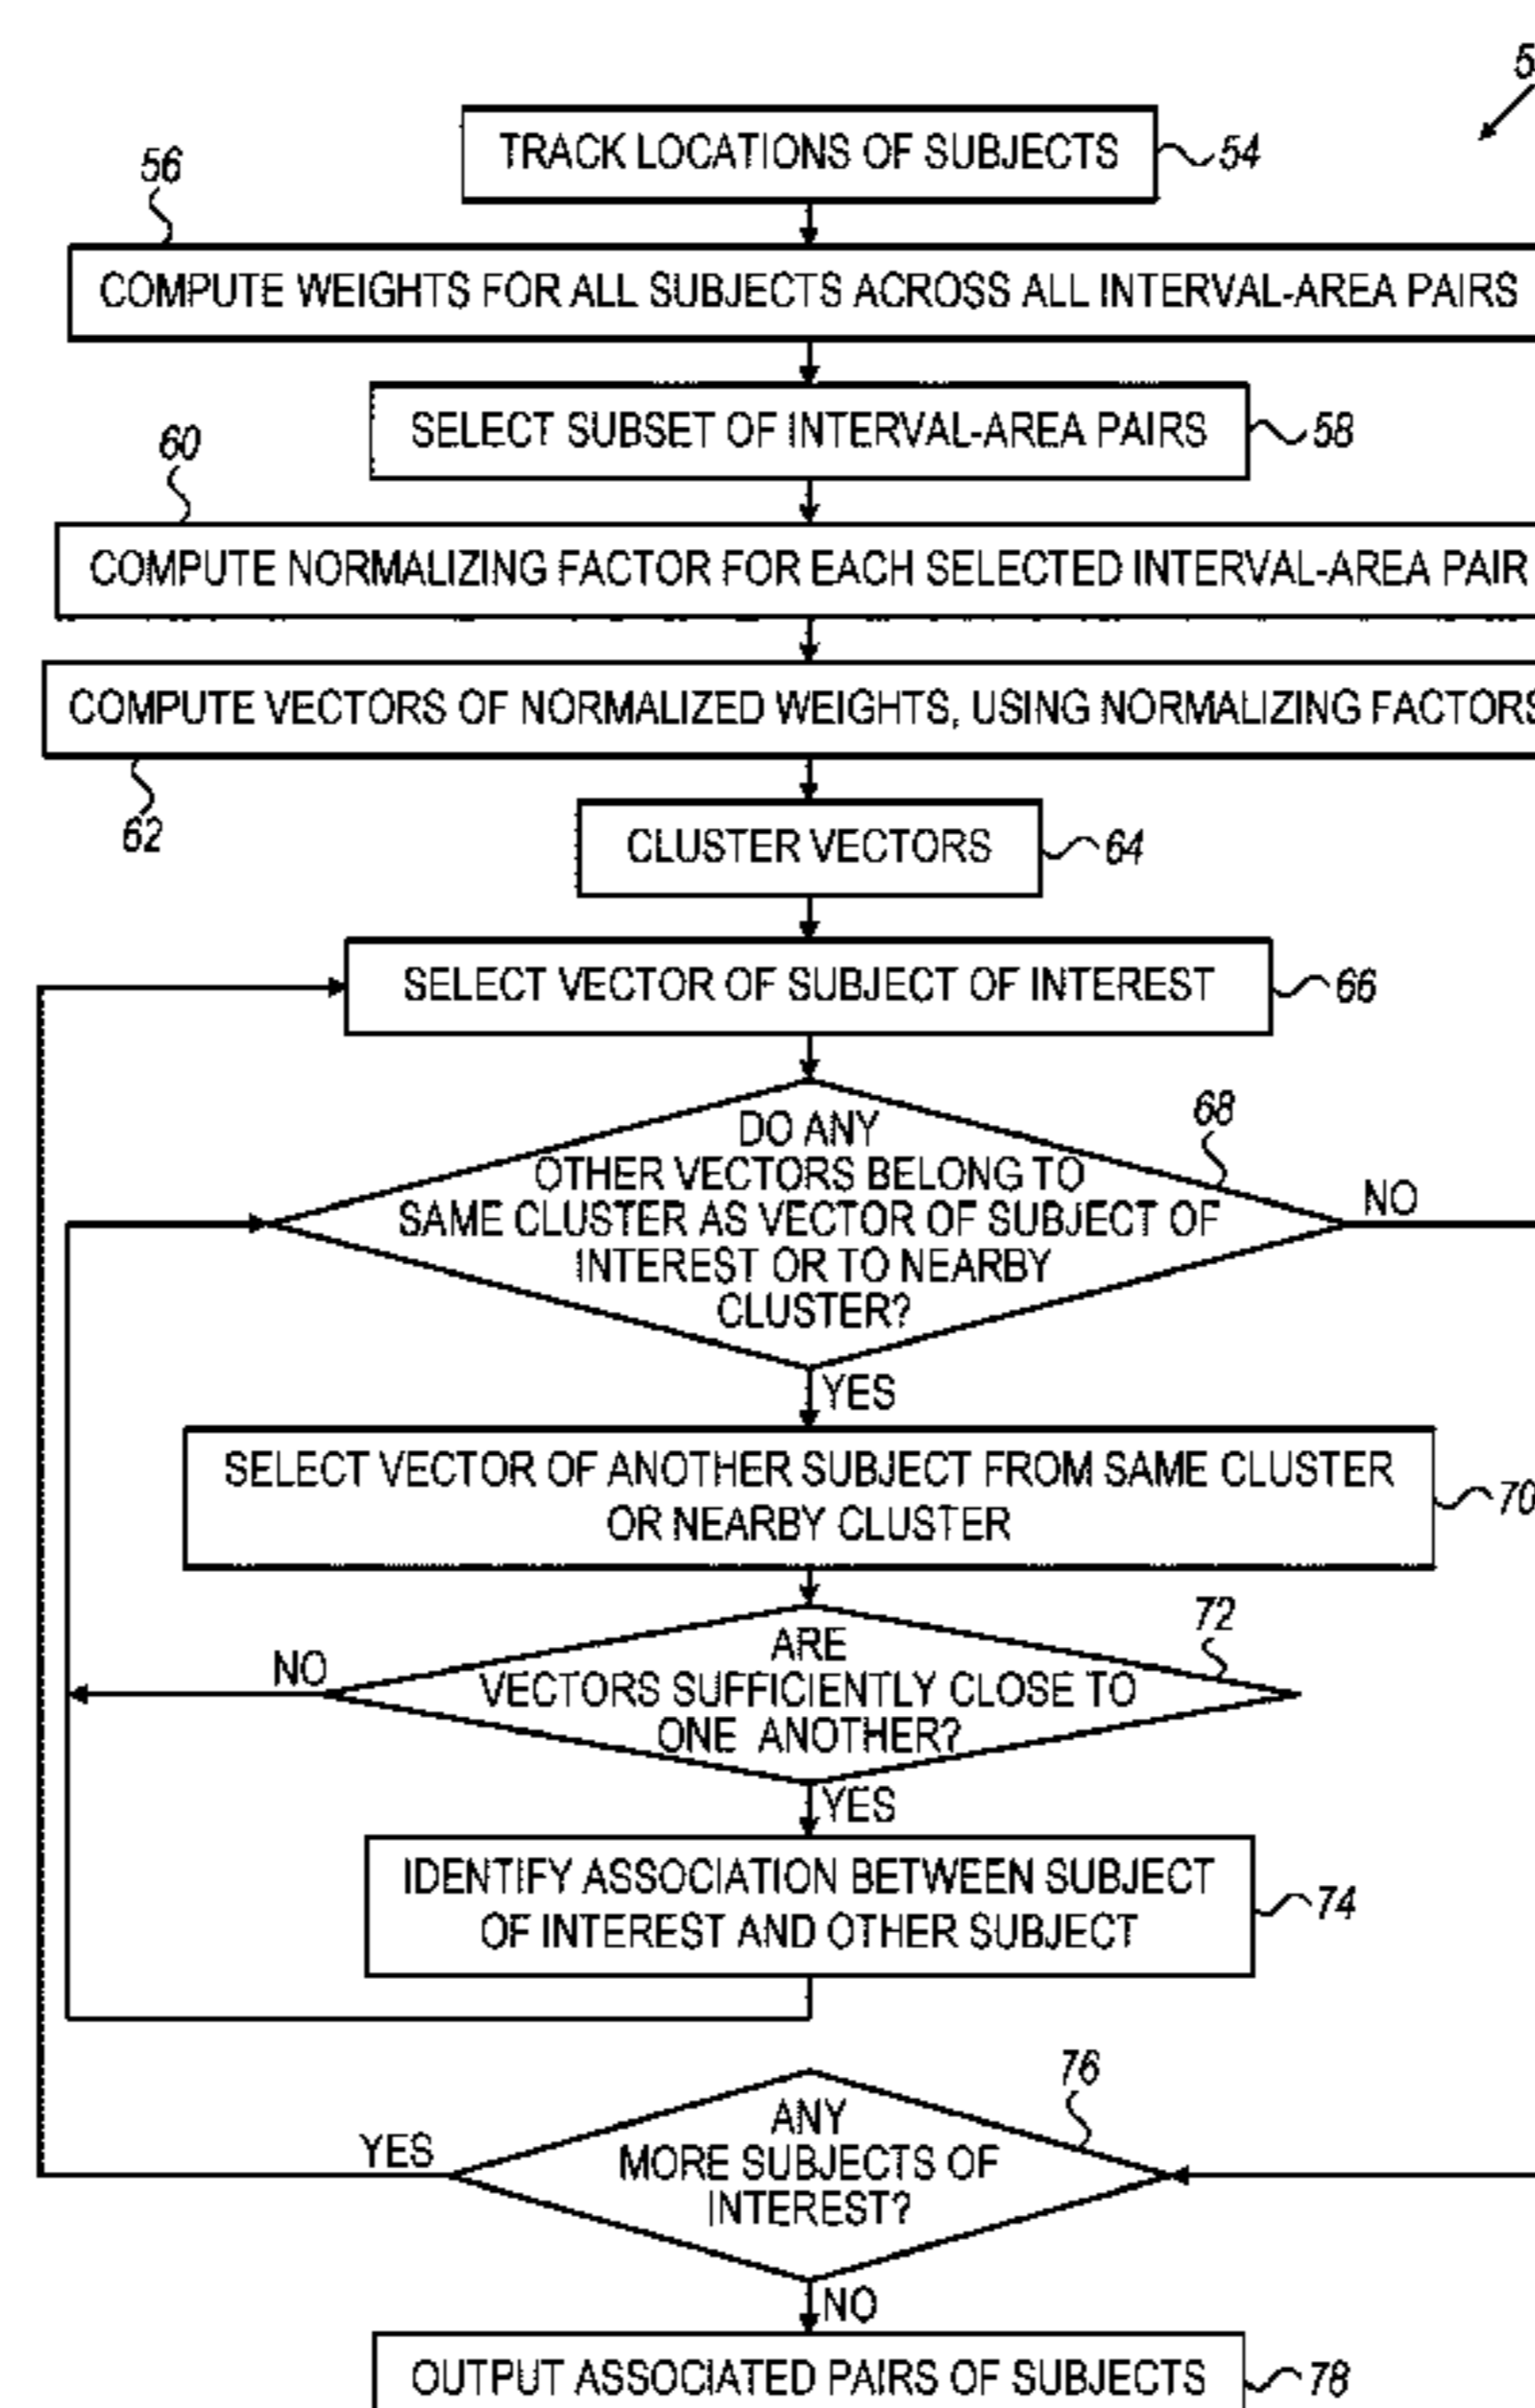 TRACK LOCATIONS OF SUBJECTS
54
56
COMPUTE WEIGHTS FOR ALL SUBJECTS ACROSS ALL INTERVAL-AREA PAIRS
SELECT SUBSET OF INTERVAL-AREA PAIRS
58
60
COMPUTE NORMALIZING FACTOR FOR EACH SELECTED INTERVAL-AREA PAIR
COMPUTE VECTORS OF NORMALIZED WEIGHTS, USING NORMALIZING FACTORS
62
CLUSTER VECTORS
64
SELECT VECTOR OF SUBJECT OF INTEREST
66
68
DO ANY
OTHER VECTORS BELONG TO
SAME CLUSTER AS VECTOR OF SUBJECT OF
INTEREST OR TO NEARBY
CLUSTER?
NO
YES
SELECT VECTOR OF ANOTHER SUBJECT FROM SAME CLUSTER
OR NEARBY CLUSTER
70
72
ARE
VECTORS SUFFICIENTLY CLOSE TO
ONE ANOTHER?
NO
YES
IDENTIFY ASSOCIATION BETWEEN SUBJECT
OF INTEREST AND OTHER SUBJECT
74
76
ANY
MORE SUBJECTS OF
INTEREST?
YES
NO
OUTPUT ASSOCIATED PAIRS OF SUBJECTS
78